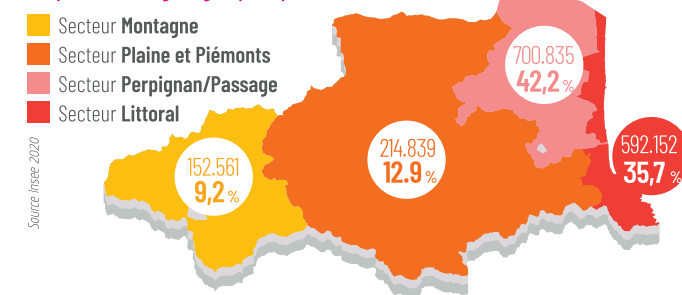 Secteur Montagne
Secteur Plaine et Piémonts
Secteur Perpignan/Passage
Secteur Littoral
700.835
42,2 %
592.152
35,7 %
214.839
12.9 %
152.561
9,2 %
Source Insee 2020